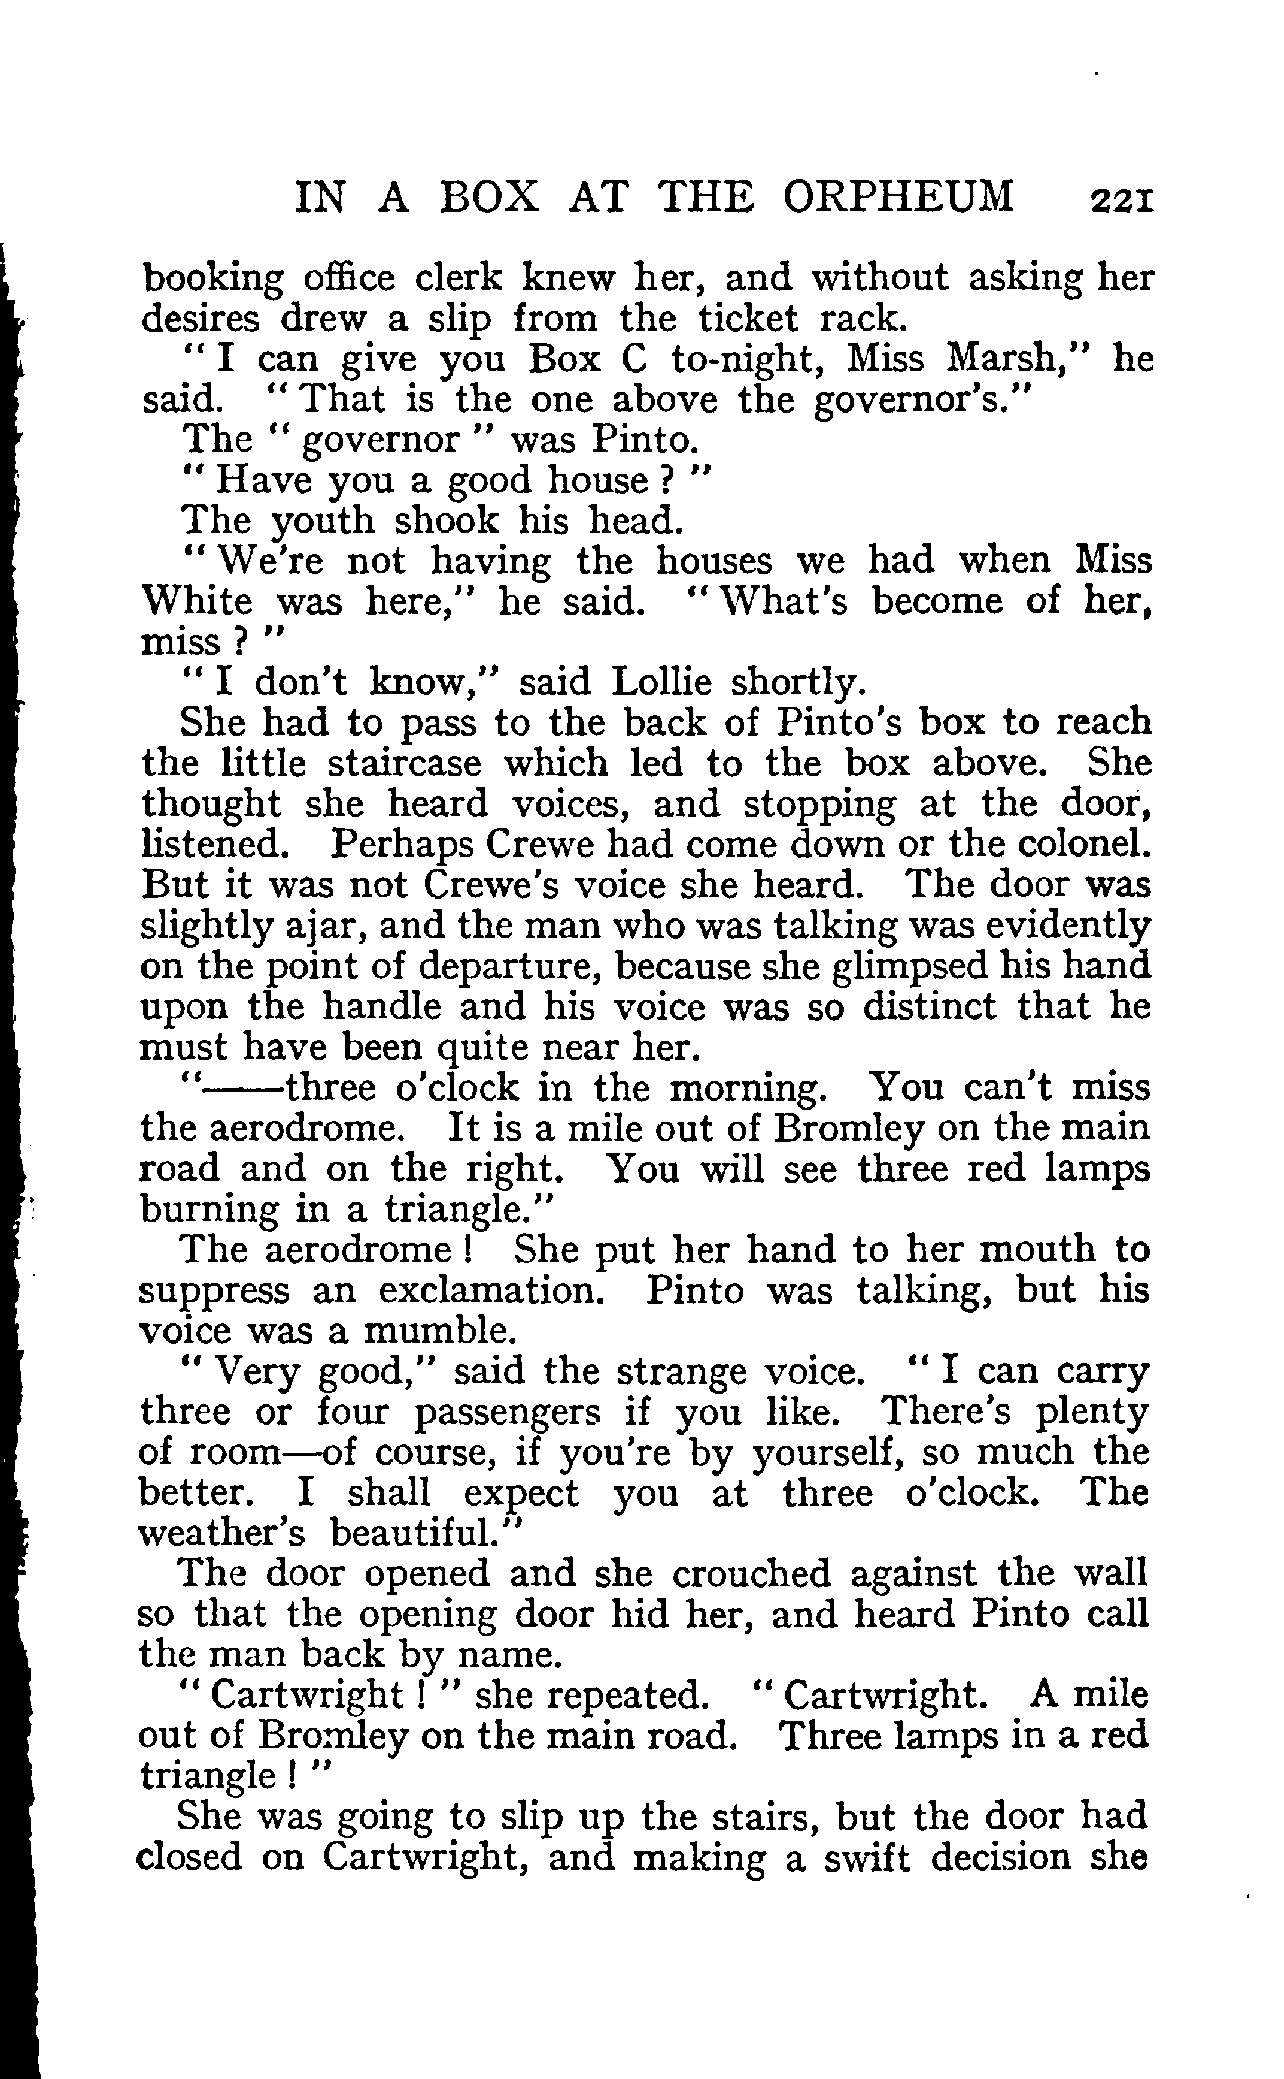 IN A BOX AT THE ORPHEUM 221
booking office clerk knew her, and without asking her
desires drew a slip from the ticket rack.
" I can give you Box C to-night, Miss Marsh," he
said. " That is the one above the governor's."
The " governor " was Pinto.
" Have you a good house ? "
The youth shook his head.
" We're not having the houses we had when Miss
White was here," he said. " What's become of her,
miss ? "
" I don't know," said Lollie shortly.
She had to pass to the back of Pinto's box to reach
the little staircase which led to the box above. She
thought she heard voices, and stopping at the door,
listened. Perhaps Crewe had come down or the colonel.
But it was not Crewe's voice she heard. The door was
slightly ajar, and the man who was talking was evidently
on the point of departure, because she glimpsed his hand
upon the handle and his voice was so distinct that he
must have been quite near her.
"——three o'clock in the morning. You can't miss
the aerodrome. It is a mile out of Bromley on the main
road and on the right. You will see three red lamps
burning in a triangle."
The aerodrome ! She put her hand to her mouth to
suppress an exclamation. Pinto was talking, but his
voice was a mumble.
" Very good," said the strange voice. " I can carry
three or four passengers if you like. There's plenty
of room—of course, if you're by yourself, so much the
better. I shall expect you at three o'clock. The
weather's beautiful."
The door opened and she crouched against the wall
so that the opening door hid her, and heard Pinto call
the man back by name.
" Cartwright ! " she repeated. " Cartwright. A mile
out of Bromley on the main road. Three lamps in a red
triangle ! "
She was going to slip up the stairs, but the door had
closed on Cartwright, and making a swift decision she